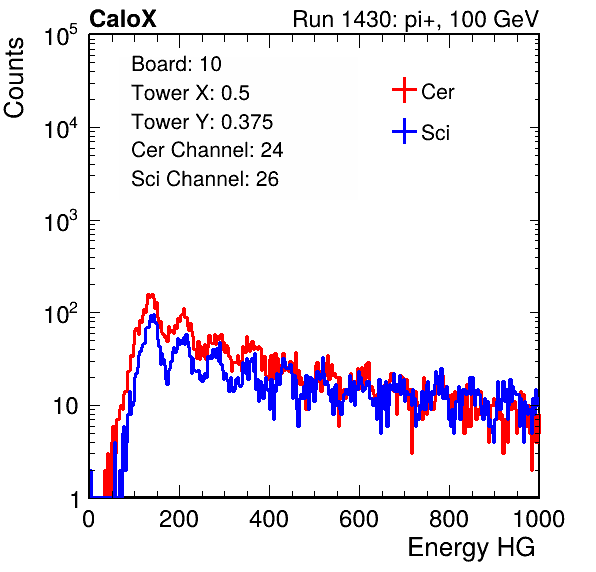 CaloX Run 1430: pi+, 100 GeV
Board: 10
Tower X: 0.5
Tower Y: 0.375
Cer Channel: 24
Sci Channel: 26
Cer
Sci
Counts
10^5
10^4
10^3
10^2
10
1
0 200 400 600 800 1000
Energy HG